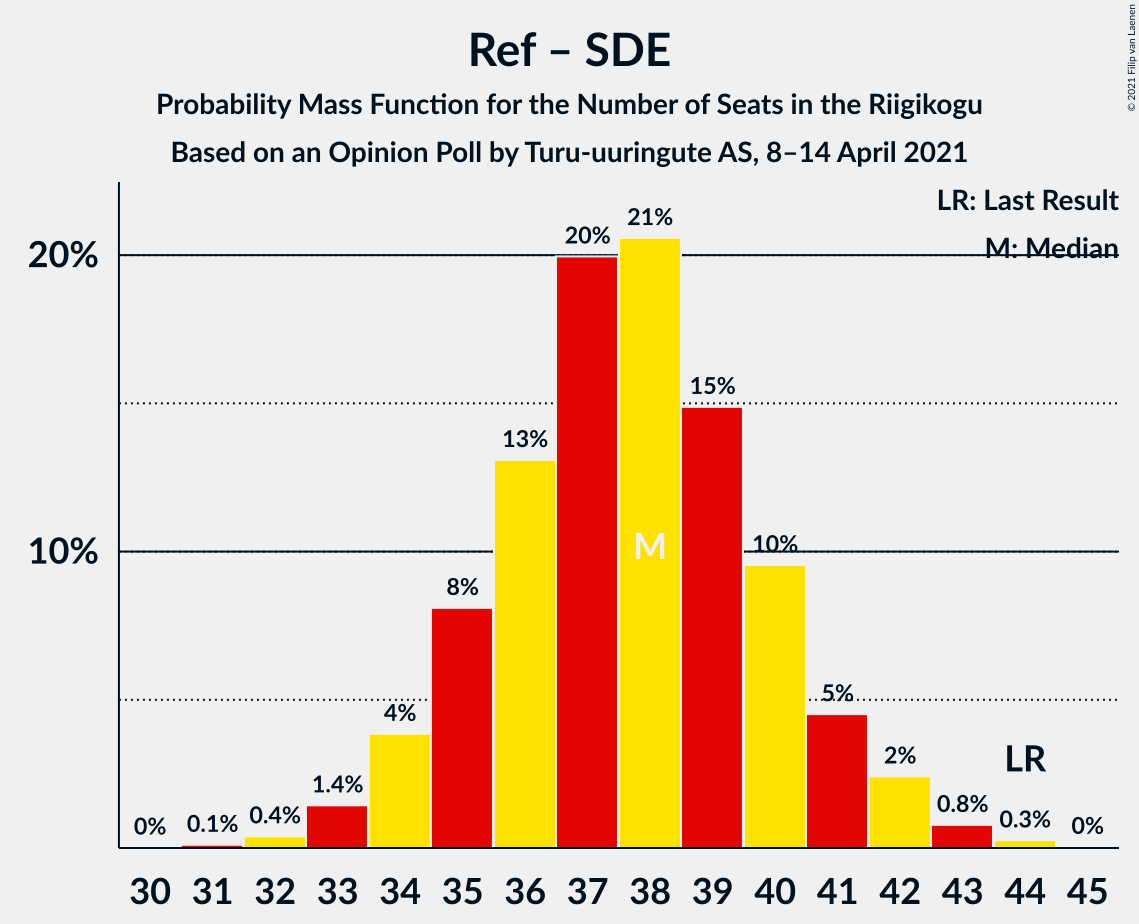 Ref – SDE
Probability Mass Function for the Number of Seats in the Riigikogu
Based on an Opinion Poll by Turu-uuringute AS, 8–14 April 2021
© 2021 Filip van Laenen
LR: Last Result
M: Median
20%
10%
0%
0.1%
0.4%
1.4%
4%
8%
13%
20%
21%
15%
10%
5%
2%
0.8%
0.3%
0%
M
LR
30 31 32 33 34 35 36 37 38 39 40 41 42 43 44 45